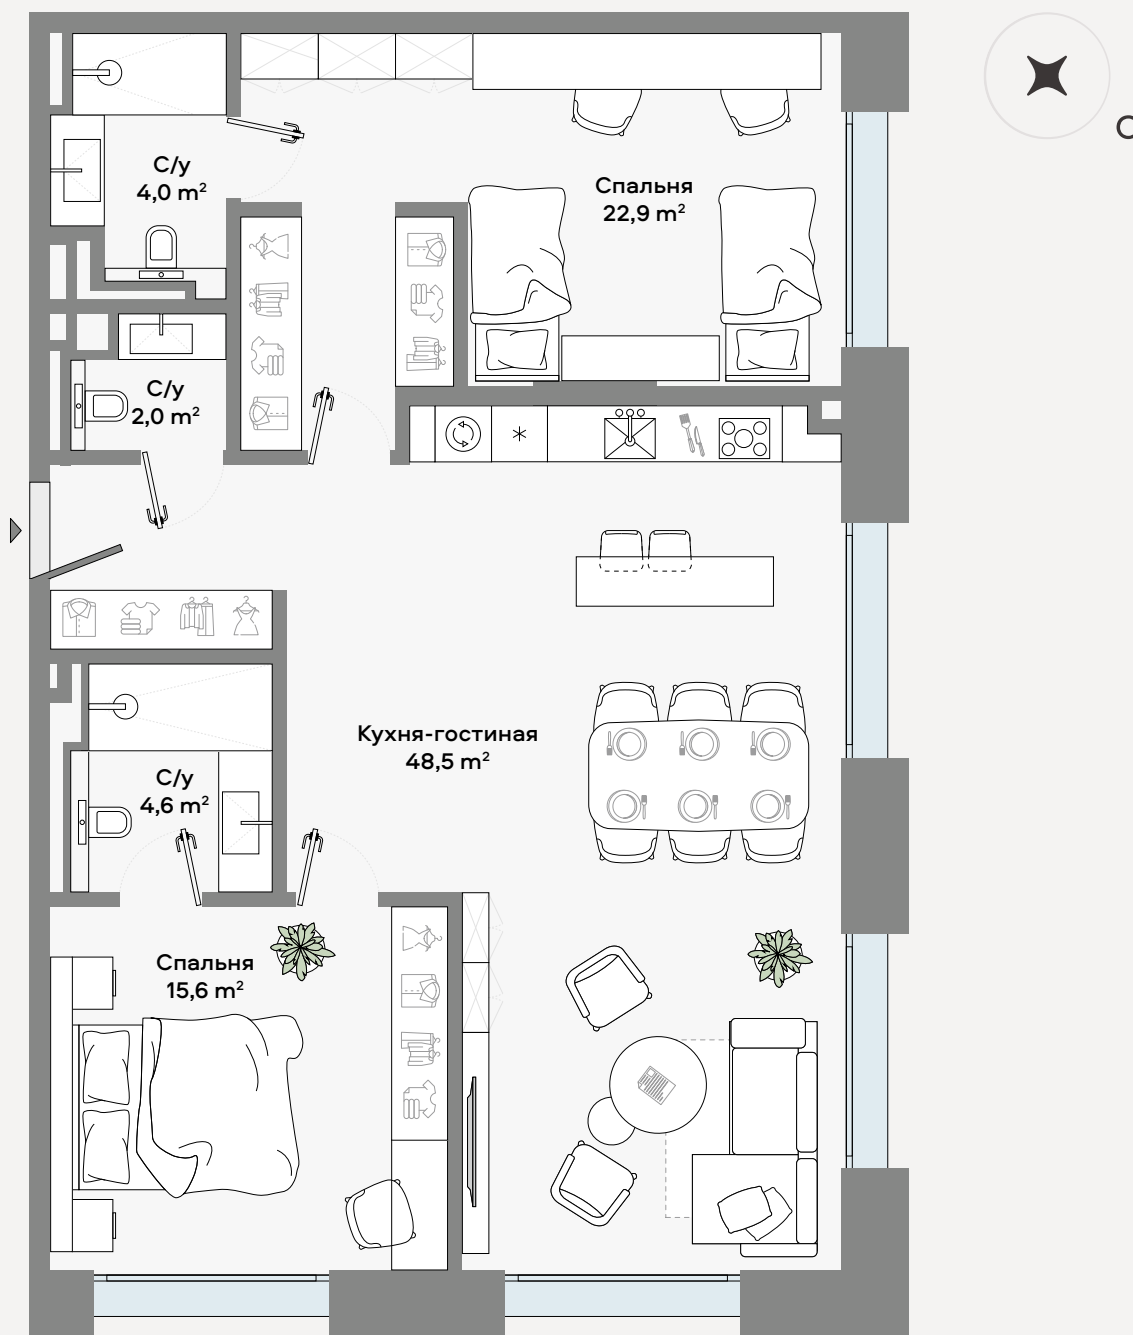 С/у
4,0 m²
Спальня
22,9 m²
С/у
2,0 m²
Кухня-гостиная
48,5 m²
С/у
4,6 m²
Спальня
15,6 m²